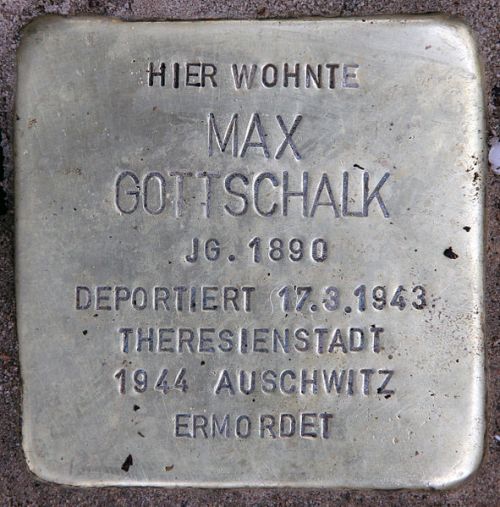 HIER WOHNTE
MAX
GOTTSCHALK
JG. 1890
DEPORTIERT 17.3.1943
THERESIENSTADT
1944 AUSCHWITZ
ERMORDET